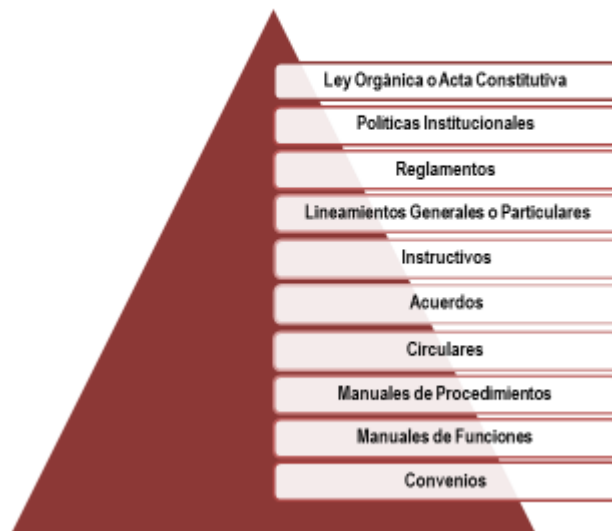 Ley Orgánica o Acta Constitutiva
Políticas Institucionales
Reglamentos
Lineamientos Generales o Particulares
Instructivos
Acuerdos
Circulares
Manuales de Procedimientos
Manuales de Funciones
Convenios